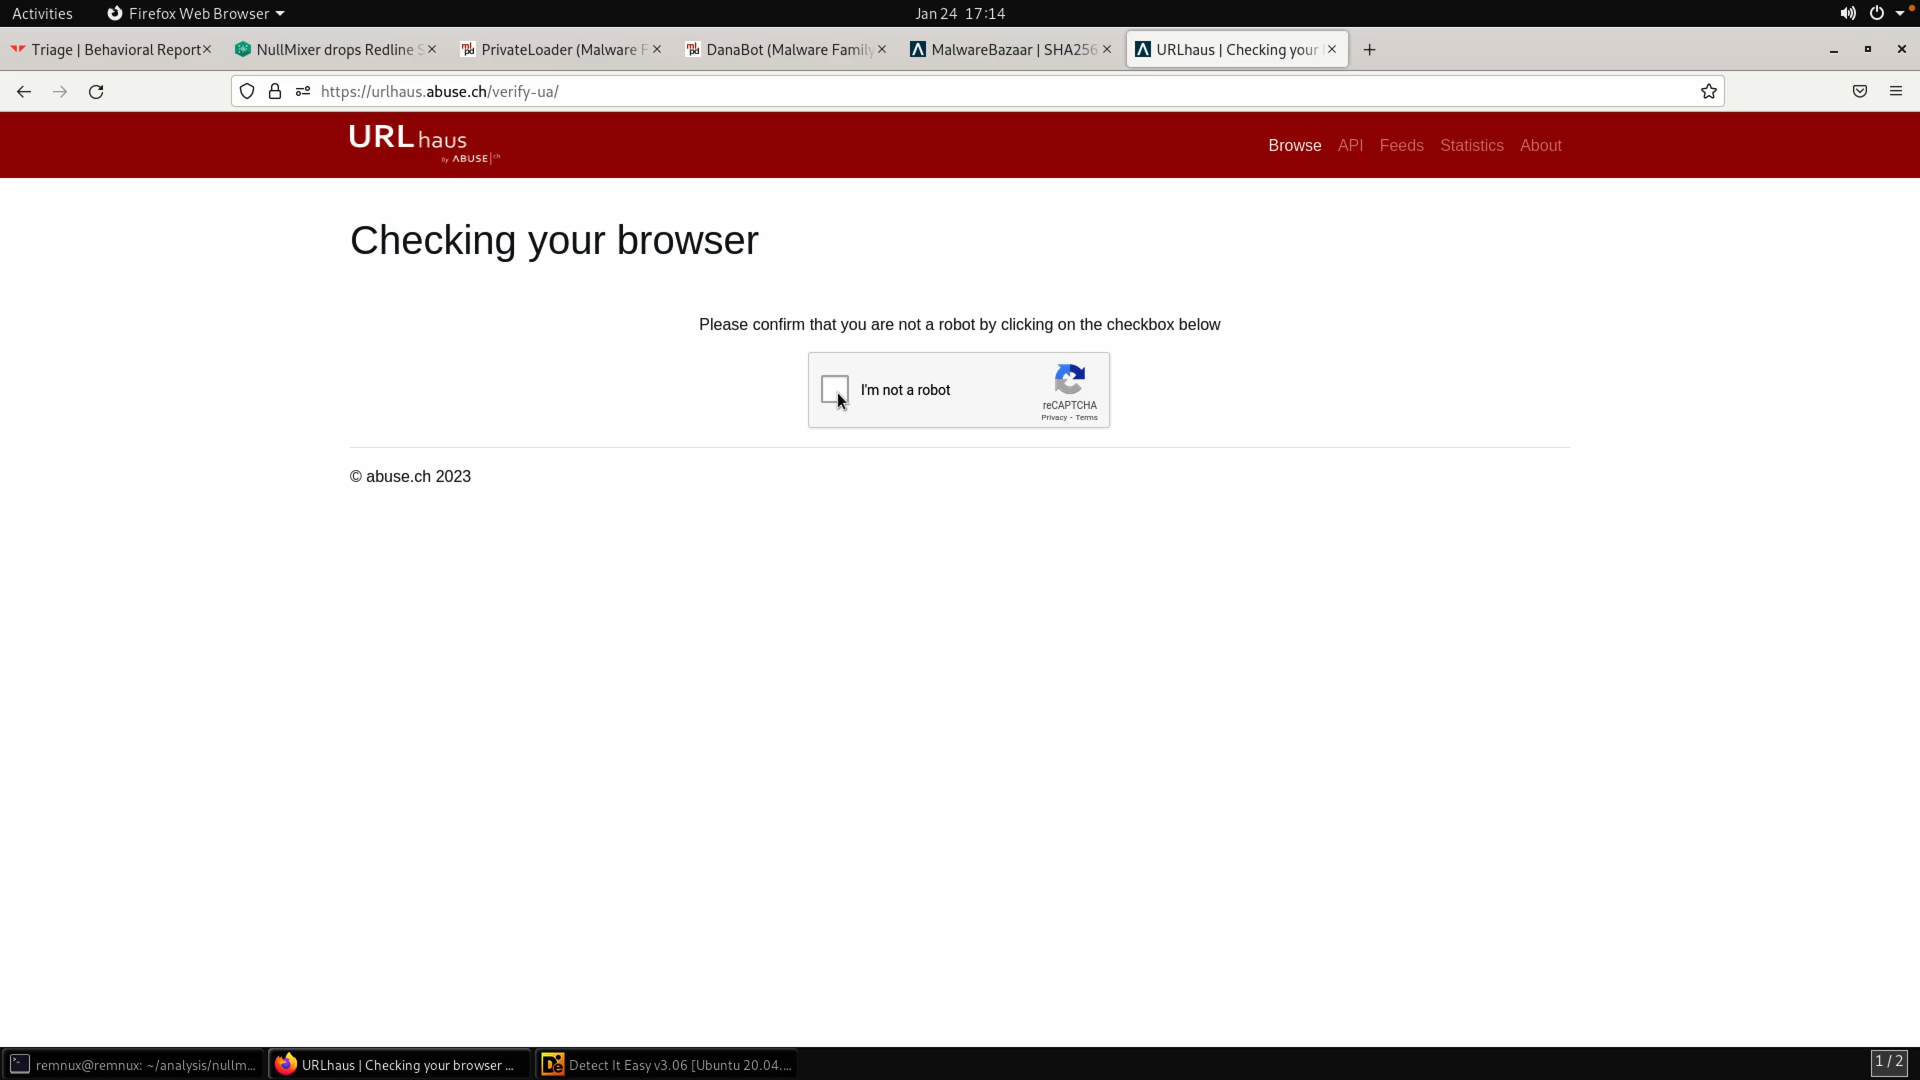 Activities
Firefox Web Browser
Jan 24 17:14
Triage | Behavioral Report
NullMixer drops Redline S
PrivateLoader (Malware F
DanaBot (Malware Family
MalwareBazaar | SHA256
URLhaus | Checking your
https://urlhaus.abuse.ch/verify-ua/
URLhaus
by ABUSE|ch
Browse
API
Feeds
Statistics
About
Checking your browser
Please confirm that you are not a robot by clicking on the checkbox below
I'm not a robot
reCAPTCHA
Privacy - Terms
© abuse.ch 2023
remnux@remnux: ~/analysis/nullm...
URLhaus | Checking your browser ...
Detect It Easy v3.06 [Ubuntu 20.04....
1 / 2